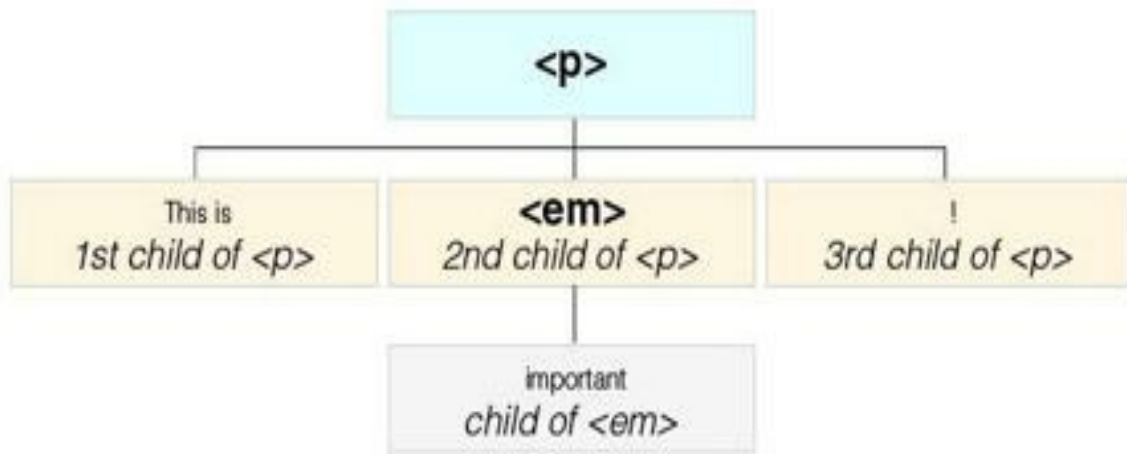 <p>
This is
1st child of <p>
<em>
2nd child of <p>
!
3rd child of <p>
important
child of <em>